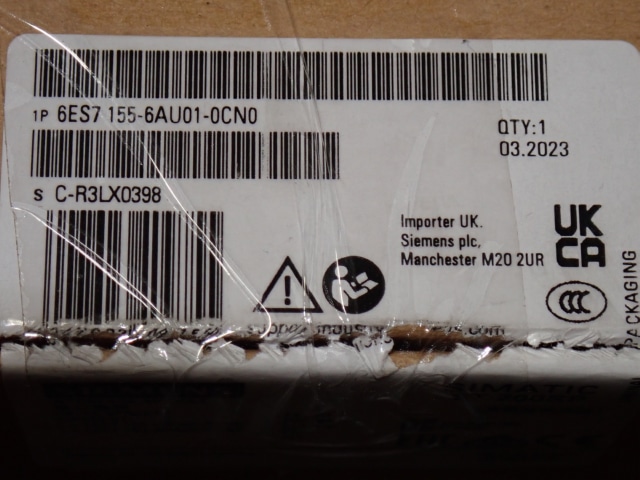 1P 6ES7 155-6AU01-0CN0
QTY:1
03.2023
S C-R3LX0398
Importer UK.
Siemens plc,
Manchester M20 2UR
UK
CA
CCC
PACKAGING